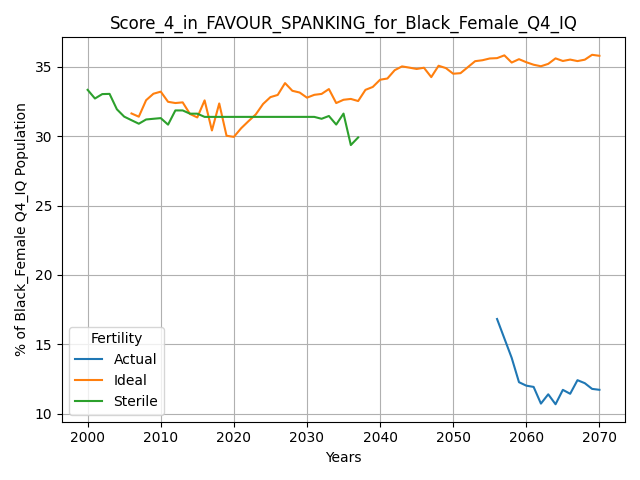 Score_4_in_FAVOUR_SPANKING_for_Black_Female_Q4_IQ
% of Black_Female Q4_IQ Population
35
30
25
20
15
10
Fertility
Actual
Ideal
Sterile
2000 2010 2020 2030 2040 2050 2060 2070
Years